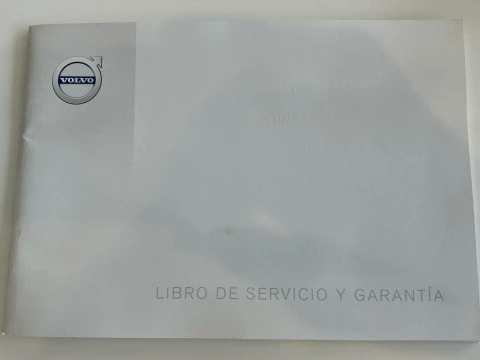 VOLVO
LIBRO DE SERVICIO Y GARANTÍA